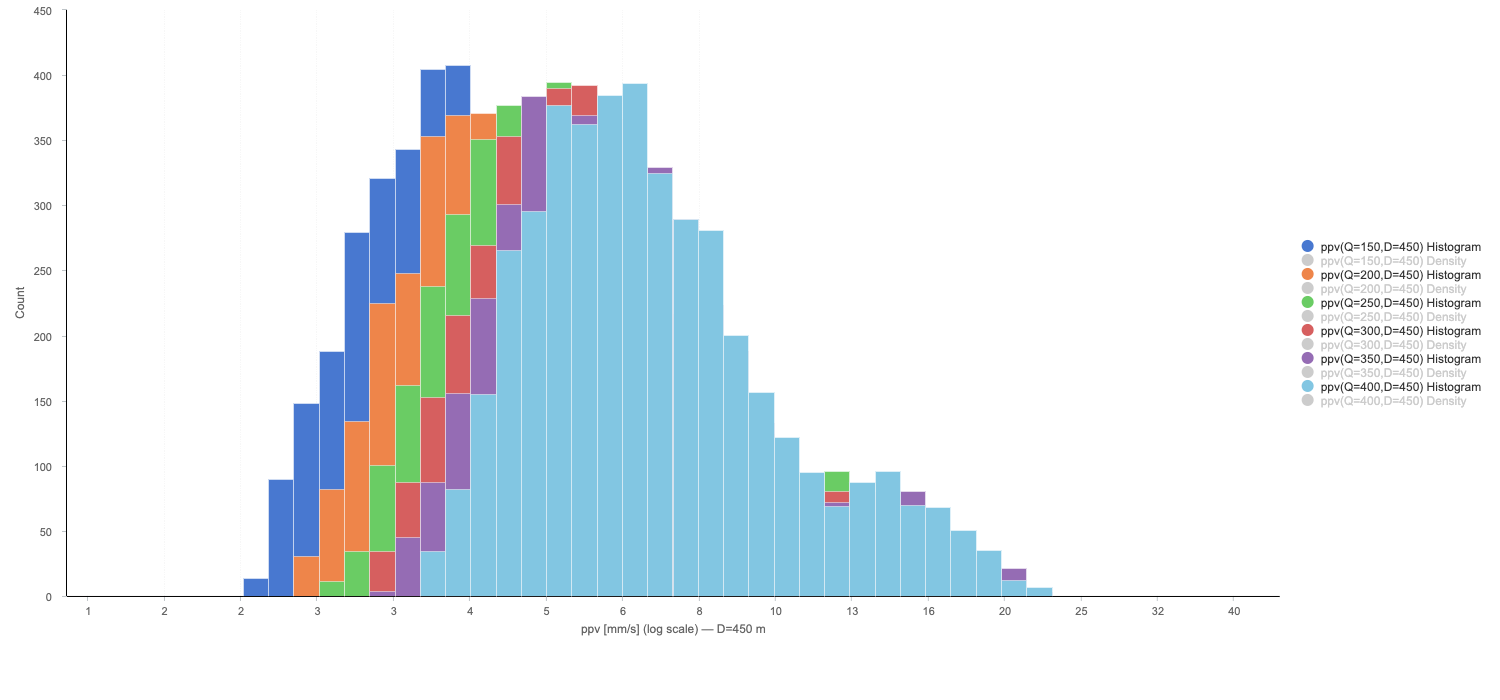 450
400
350
300
250
200
150
100
50
0
Count
1 2 2 3 3 4 5 6 8 10 13 16 20 25 32 40
ppv [mm/s] (log scale) — D=450 m
ppv(Q=150,D=450) Histogram
ppv(Q=150,D=450) Density
ppv(Q=200,D=450) Histogram
ppv(Q=200,D=450) Density
ppv(Q=250,D=450) Histogram
ppv(Q=250,D=450) Density
ppv(Q=300,D=450) Histogram
ppv(Q=300,D=450) Density
ppv(Q=350,D=450) Histogram
ppv(Q=350,D=450) Density
ppv(Q=400,D=450) Histogram
ppv(Q=400,D=450) Density